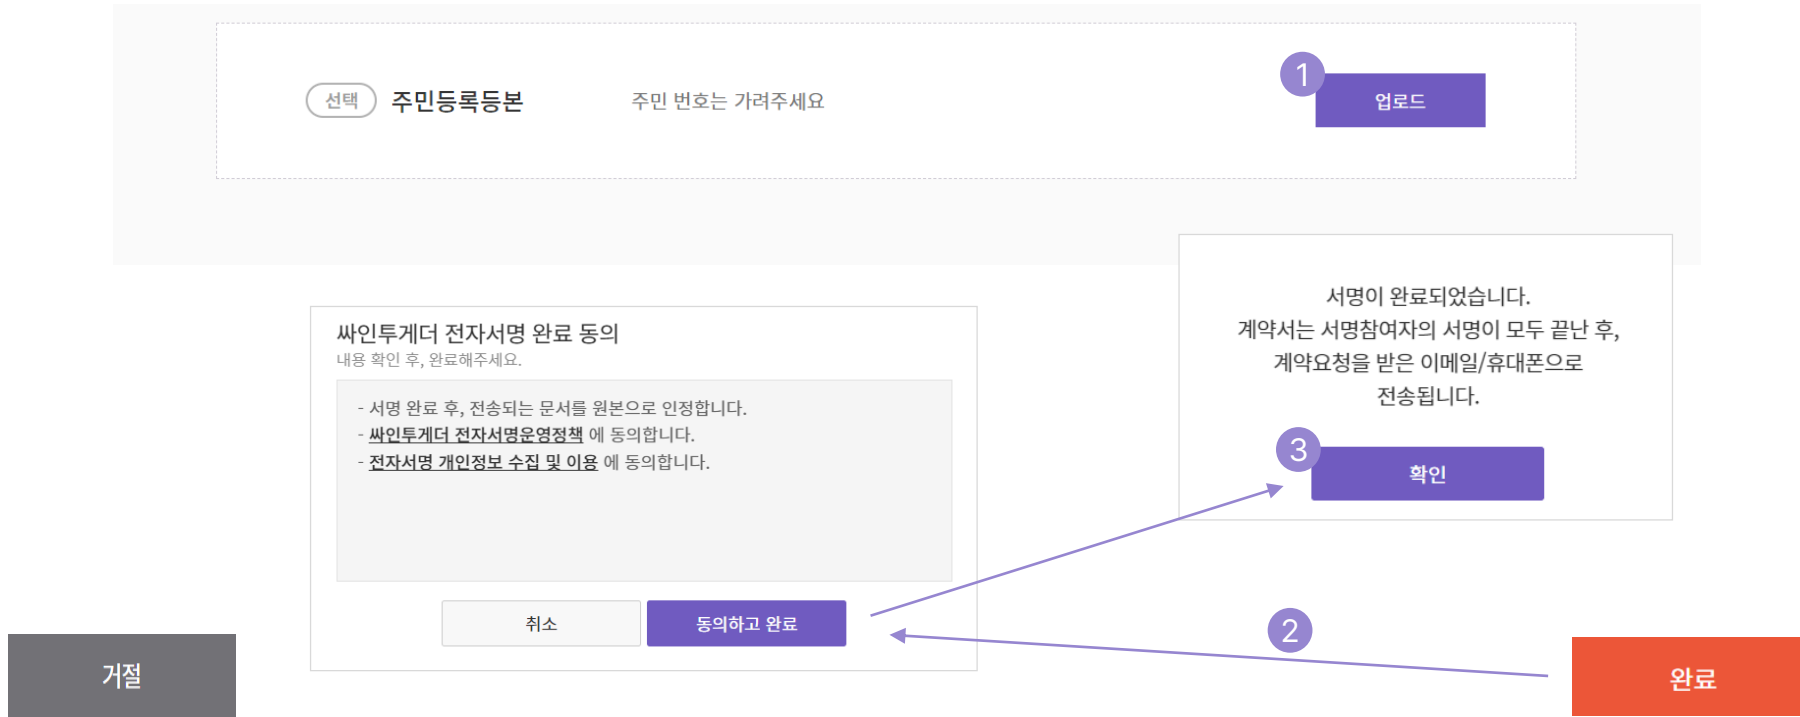 선택 주민등록등본 주민 번호는 가려주세요 1 업로드
서명이 완료되었습니다.
계약서는 서명참여자의 서명이 모두 끝난 후,
계약요청을 받은 이메일/휴대폰으로
전송됩니다.
3 확인
싸인투게더 전자서명 완료 동의
내용 확인 후, 완료해주세요.
- 서명 완료 후, 전송되는 문서를 원본으로 인정합니다.
- 싸인투게더 전자서명운영정책 에 동의합니다.
- 전자서명 개인정보 수집 및 이용 에 동의합니다.
취소 동의하고 완료
2
거절
완료